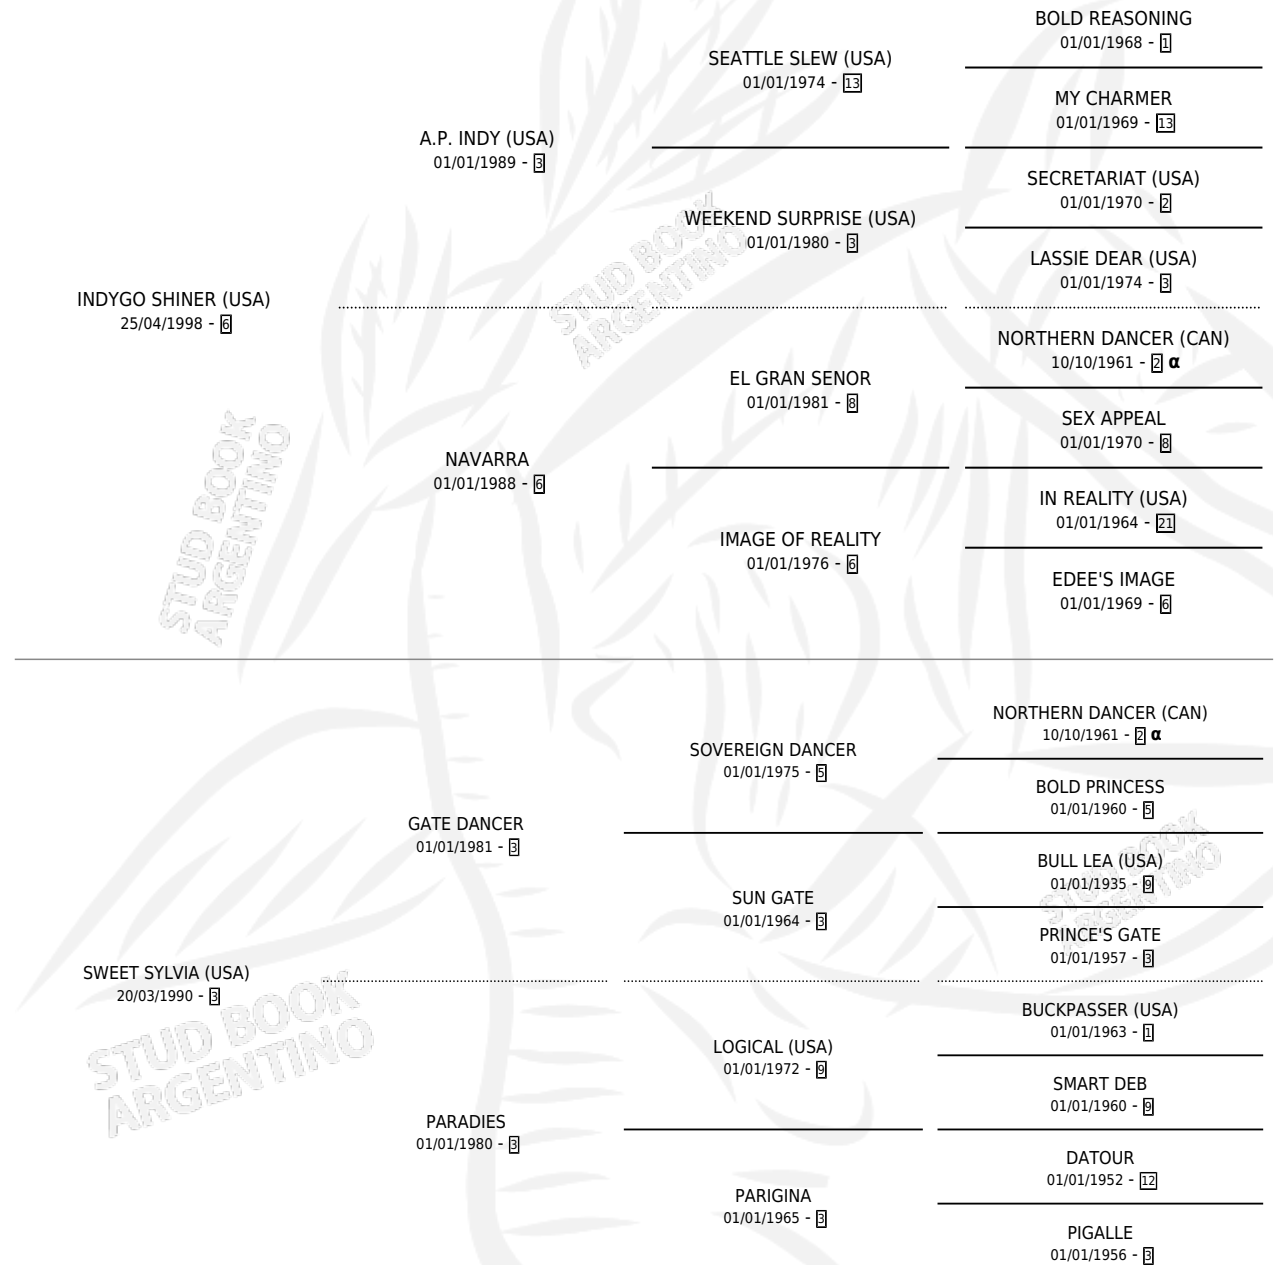 BOLD REASONING
01/01/1968 - 1
SEATTLE SLEW (USA)
01/01/1974 - 13
MY CHARMER
01/01/1969 - 13
A.P. INDY (USA)
01/01/1989 - 3
SECRETARIAT (USA)
01/01/1970 - 2
WEEKEND SURPRISE (USA)
01/01/1980 - 3
LASSIE DEAR (USA)
01/01/1974 - 3
STUD BOOK
ARGENTINO
INDYGO SHINER (USA)
25/04/1998 - 6
NORTHERN DANCER (CAN)
10/10/1961 - 2 α
EL GRAN SENOR
01/01/1981 - 8
SEX APPEAL
01/01/1970 - 8
NAVARRA
01/01/1988 - 6
IN REALITY (USA)
01/01/1964 - 21
IMAGE OF REALITY
01/01/1976 - 6
EDEE'S IMAGE
01/01/1969 - 6
STUD BOOK
ARGENTINO
NORTHERN DANCER (CAN)
10/10/1961 - 2 α
SOVEREIGN DANCER
01/01/1975 - 5
BOLD PRINCESS
01/01/1960 - 5
GATE DANCER
01/01/1981 - 3
BULL LEA (USA)
01/01/1935 - 9
SUN GATE
01/01/1964 - 3
PRINCE'S GATE
01/01/1957 - 3
STUD BOOK
ARGENTINO
SWEET SYLVIA (USA)
20/03/1990 - 3
STUD BOOK
ARGENTINO
BUCKPASSER (USA)
01/01/1963 - 1
LOGICAL (USA)
01/01/1972 - 9
SMART DEB
01/01/1960 - 9
PARADIES
01/01/1980 - 3
DATOUR
01/01/1952 - 12
PARIGINA
01/01/1965 - 3
PIGALLE
01/01/1956 - 3